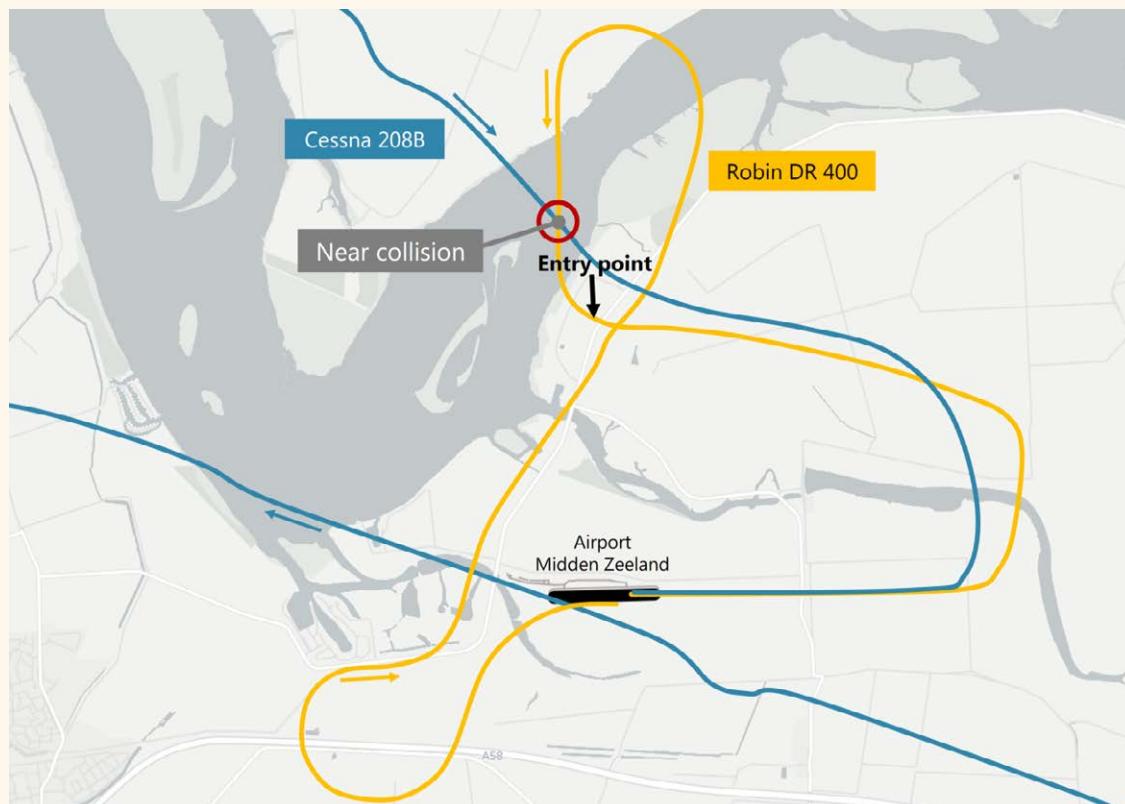 Cessna 208B
Robin DR 400
Near collision
Entry point
Airport
Midden Zeeland
A58